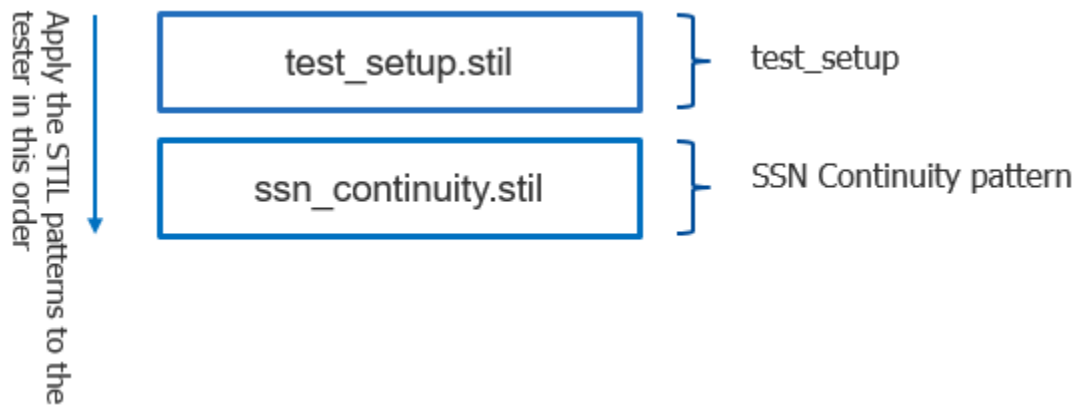 Apply the STIL patterns to the
tester in this order
test_setup.stil
test_setup
ssn_continuity.stil
SSN Continuity pattern